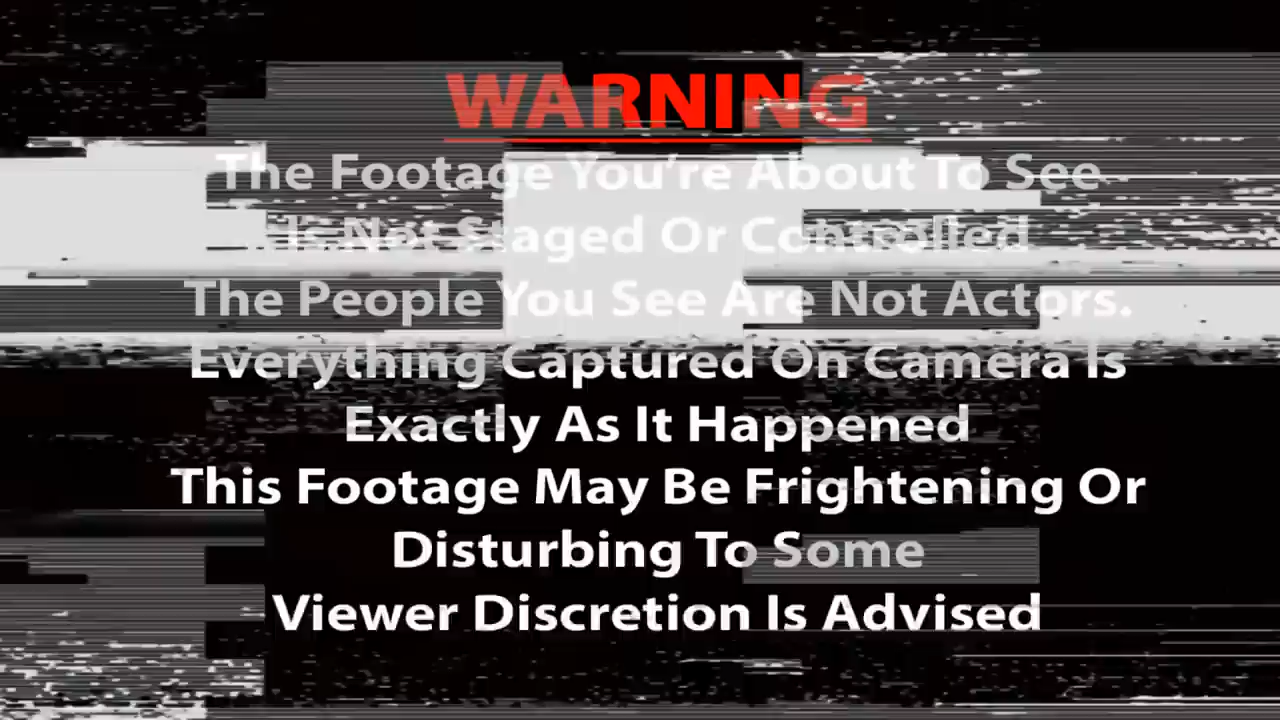 WARNING
The Footage You're About To See
Is Not Staged Or Controlled
The People You See Are Not Actors.
Everything Captured On Camera Is
Exactly As It Happened
This Footage May Be Frightening Or
Disturbing To Some
Viewer Discretion Is Advised